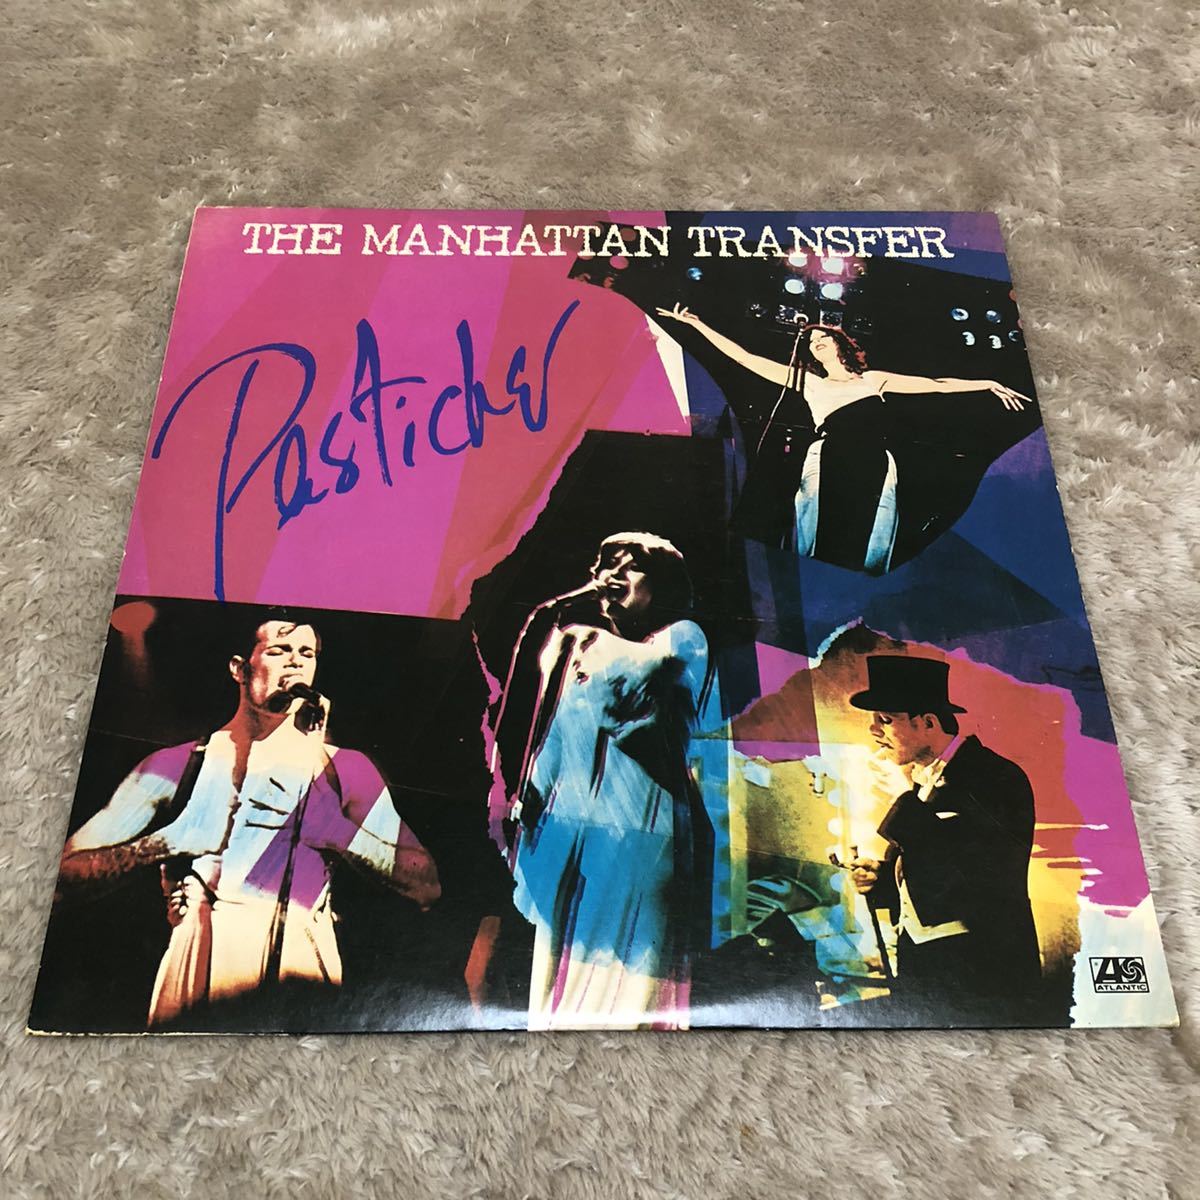 THE MANHATTAN TRANSFER
Pastiche
ATLANTIC